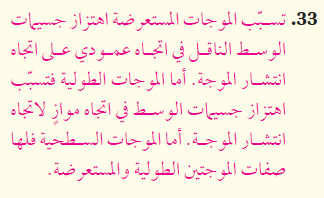 33. تسبّب الموجات المستعرضة اهتزاز جسيمات
الوسط الناقل في اتجاه عمودي على اتجاه
انتشار الموجة. أما الموجات الطولية فتسبّب
اهتزاز جسيمات الوسط في اتجاه موازٍ لاتجاه
انتشار الموجة. أما الموجات السطحية فلها
صفات الموجتين الطولية والمستعرضة.